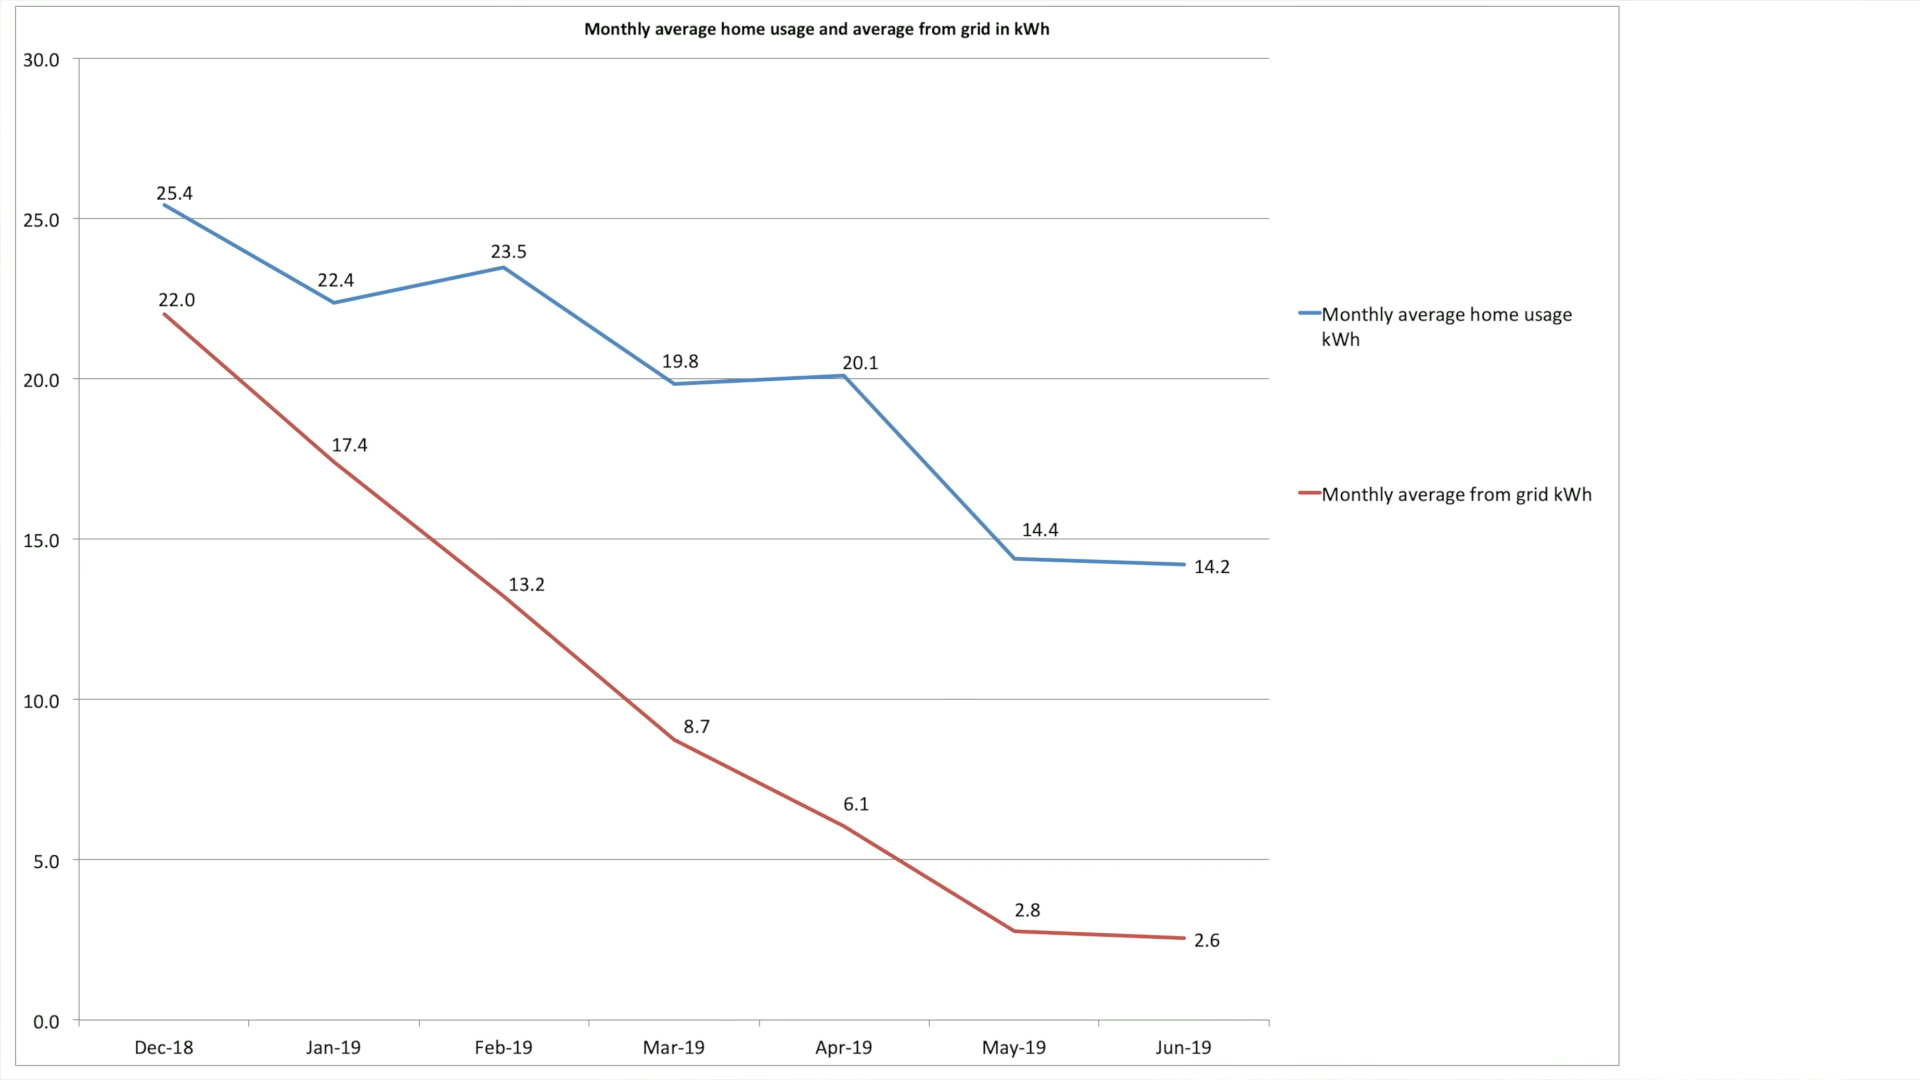 Monthly average home usage and average from grid in kWh
30.0
25.0
20.0
15.0
10.0
5.0
0.0
25.4
22.4
23.5
19.8
20.1
14.4
14.2
22.0
17.4
13.2
8.7
6.1
2.8
2.6
Dec-18
Jan-19
Feb-19
Mar-19
Apr-19
May-19
Jun-19
Monthly average home usage
kWh
Monthly average from grid kWh